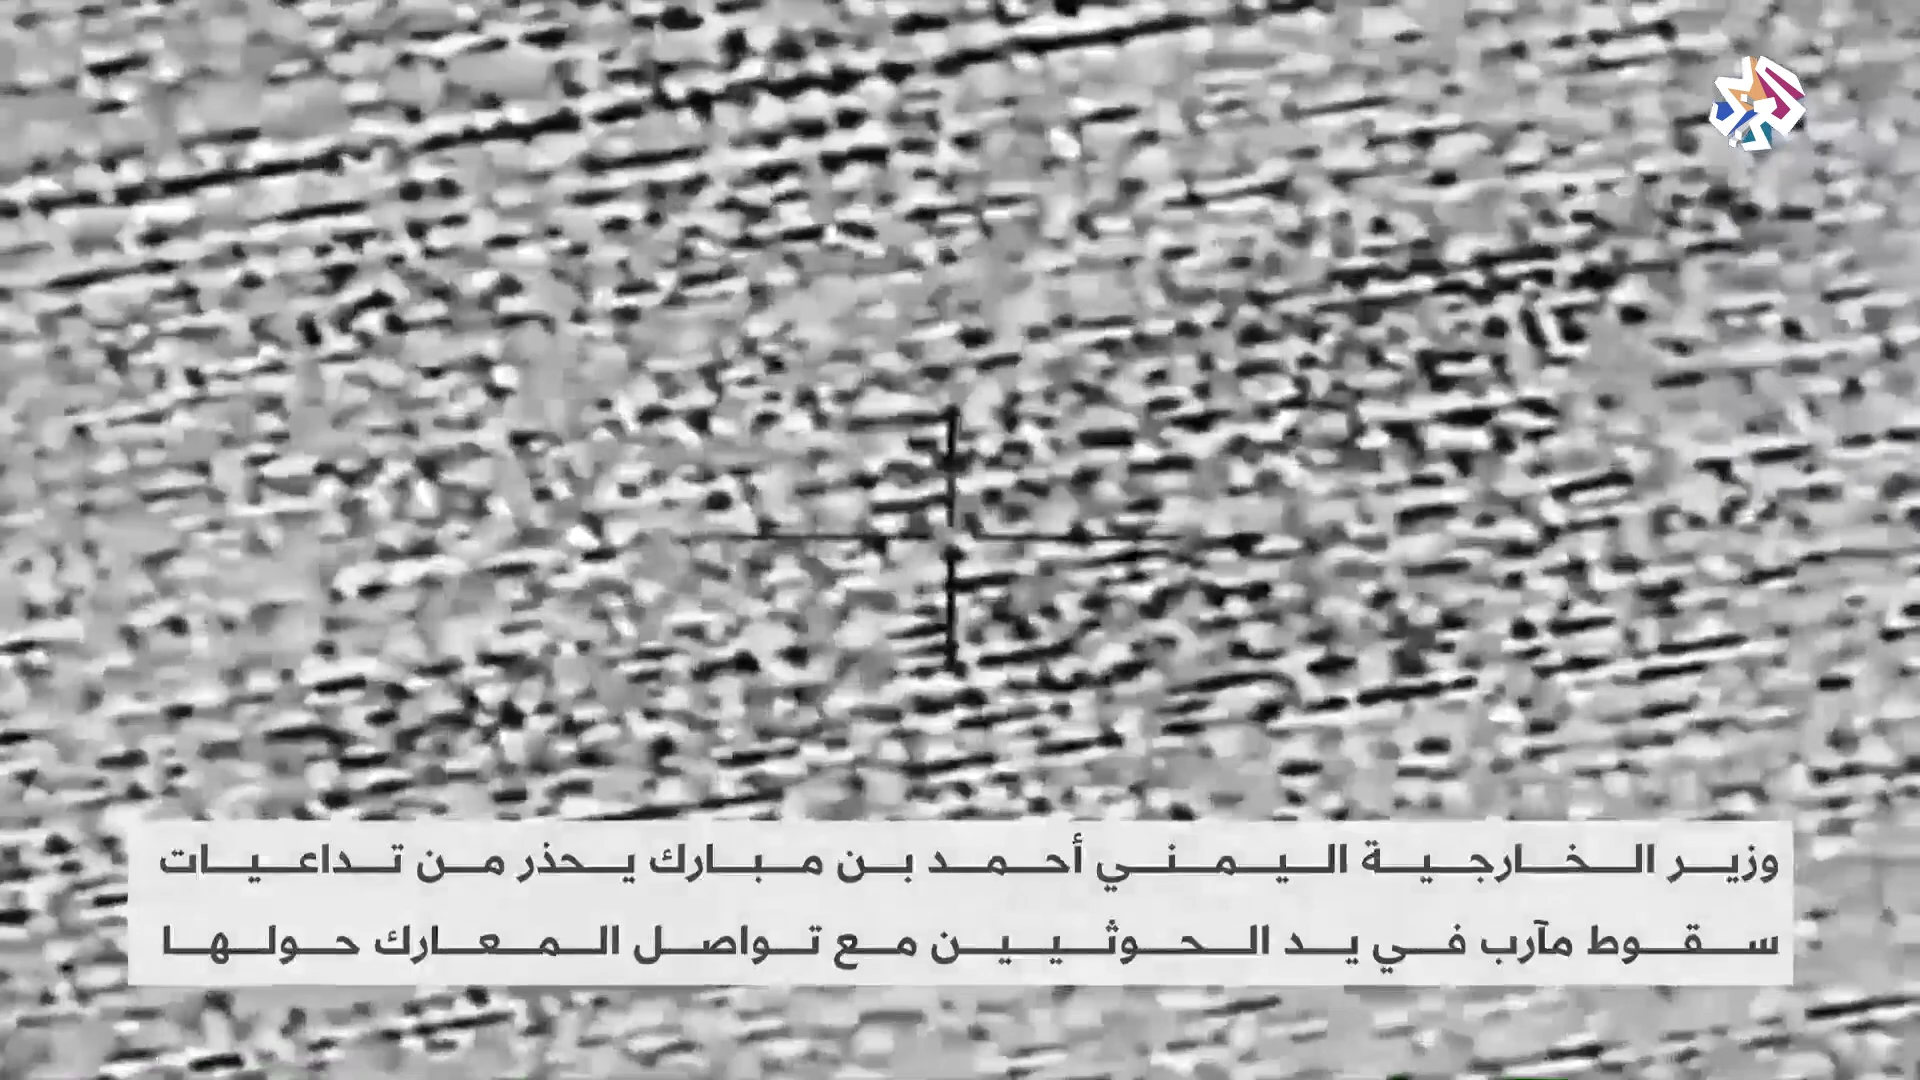 وزير الخارجية اليمني أحمد بن مبارك يحذر من تداعيات
سقوط مآرب في يد الحوثيين مع تواصل المعارك حولها